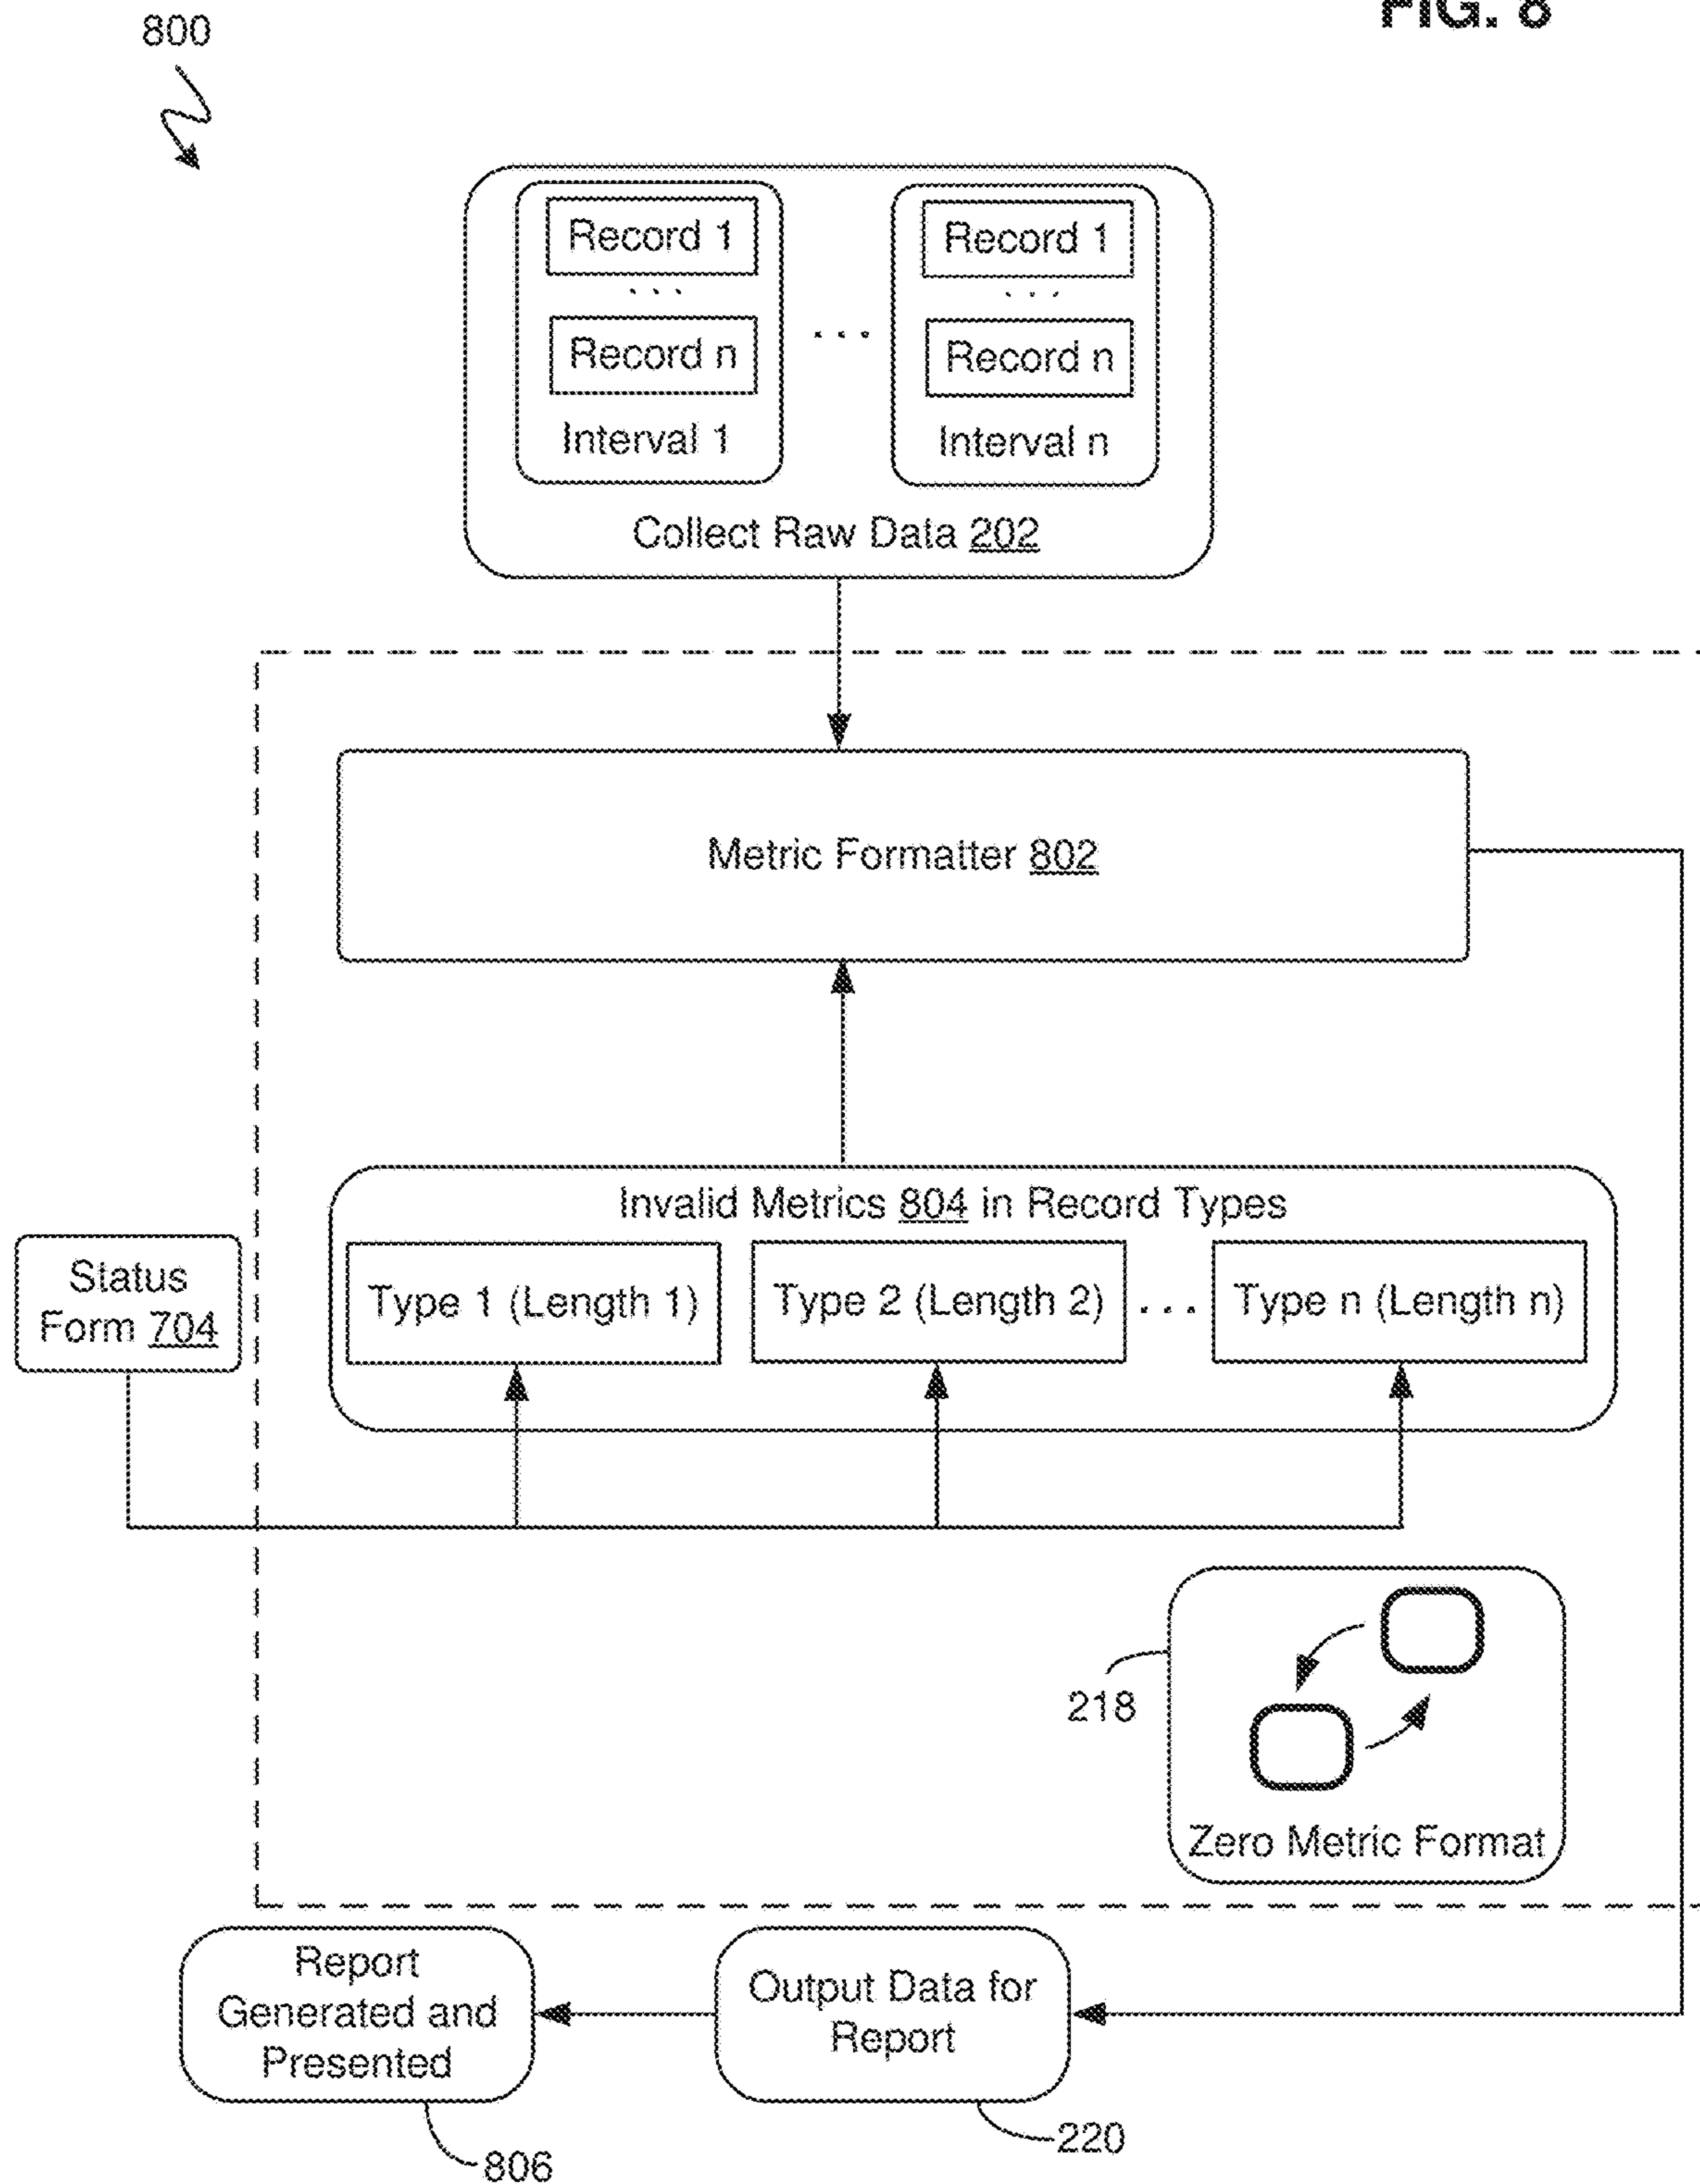 FIG. 8
800
Record 1
. . .
Record n
Interval 1
. . .
Record 1
. . .
Record n
Interval n
Collect Raw Data 202
Metric Formatter 802
Invalid Metrics 804 in Record Types
Type 1 (Length 1)
Type 2 (Length 2)
. . .
Type n (Length n)
Status
Form 704
218
Zero Metric Format
Report
Generated and
Presented
806
Output Data for
Report
220